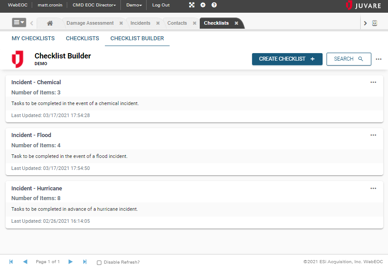 WebEOC matt.cronin CMO EOC Director Demo Log Out JUVARE
Damage Assessment Incidents Contacts Checklists
MY CHECKLISTS CHECKLISTS CHECKLIST BUILDER
Checklist Builder
DEMO
CREATE CHECKLIST + SEARCH
Incident - Chemical
Number of Items: 3
Tasks to be completed in the event of a chemical incident.
Last Updated: 03/17/2021 17:54:28
Incident - Flood
Number of Items: 4
Task to be completed in the event of a flood incident.
Last Updated: 03/17/2021 17:54:50
Incident - Hurricane
Number of Items: 8
Tasks to be completed in advance of a hurricane incident.
Last Updated: 02/26/2021 16:14:05
Page 1 of 1 Disable Refresh? ©2021 ESi Acquisition, Inc. WebEOC